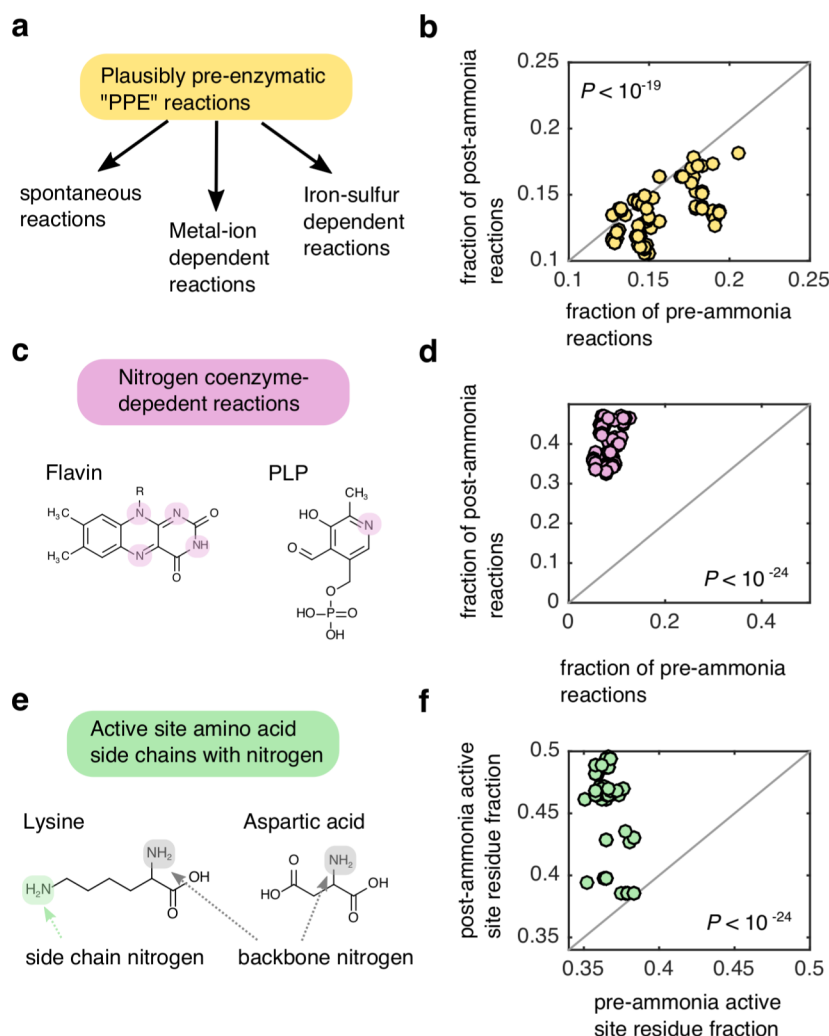 a
Plausibly pre-enzymatic
"PPE" reactions
spontaneous
reactions
Metal-ion
dependent
reactions
Iron-sulfur
dependent
reactions
b
fraction of post-ammonia
reactions
0.25
0.2
0.15
0.1
P < 10-19
0.1
0.15
0.2
0.25
fraction of pre-ammonia
reactions
c
Nitrogen coenzyme-
depedent reactions
Flavin
R
H3C
H3C
N
N
O
NH
N
O
PLP
CH3
HO
N
O
O
HO
P
O
OH
d
fraction of post-ammonia
reactions
0.4
0.3
0.2
0.1
0
P < 10-24
0
0.2
0.4
fraction of pre-ammonia
reactions
e
Active site amino acid
side chains with nitrogen
Lysine
NH2
H2N
OH
O
side chain nitrogen
Aspartic acid
O
NH2
HO
OH
O
backbone nitrogen
f
post-ammonia active
site residue fraction
0.5
0.45
0.4
0.35
P < 10-24
0.35
0.4
0.45
0.5
pre-ammonia active
site residue fraction